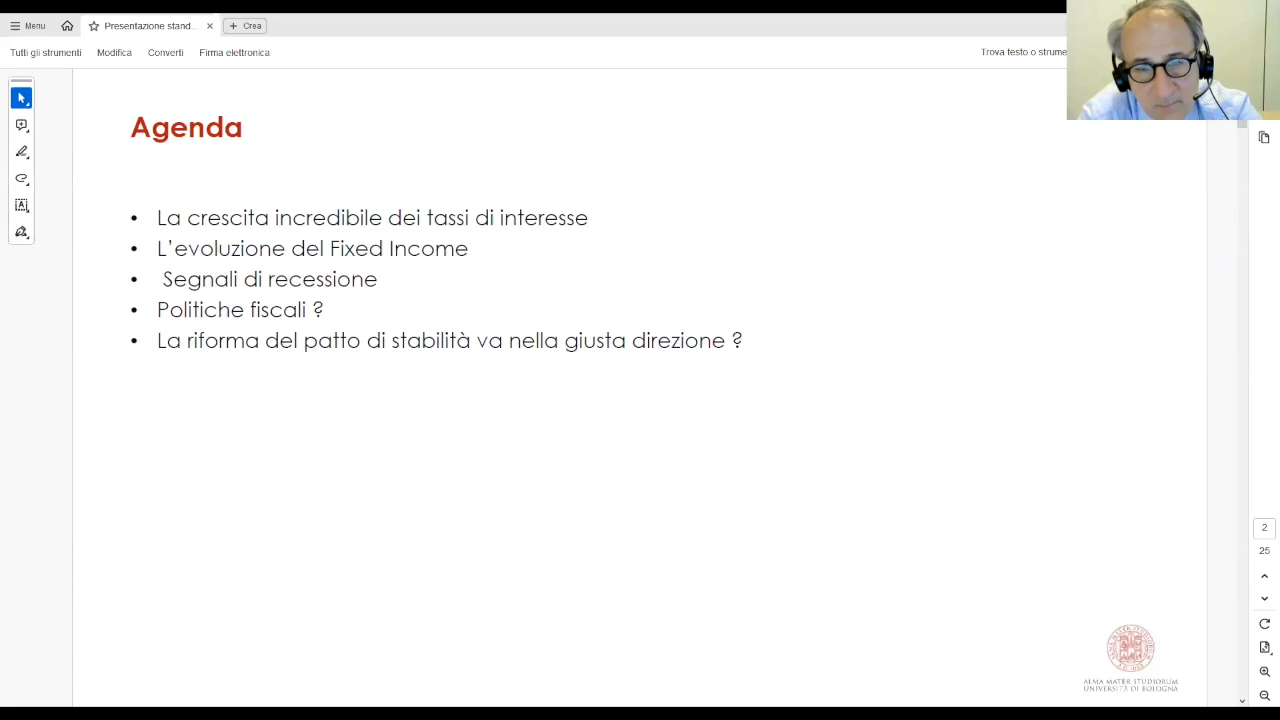 Menu
Presentazione stand...
Crea
Tutti gli strumenti
Modifica
Converti
Firma elettronica
Trova testo o strume
Agenda
• La crescita incredibile dei tassi di interesse
• L'evoluzione del Fixed Income
• Segnali di recessione
• Politiche fiscali ?
• La riforma del patto di stabilità va nella giusta direzione ?
2
25
ALMA MATER STUDIORUM
UNIVERSITÀ DI BOLOGNA